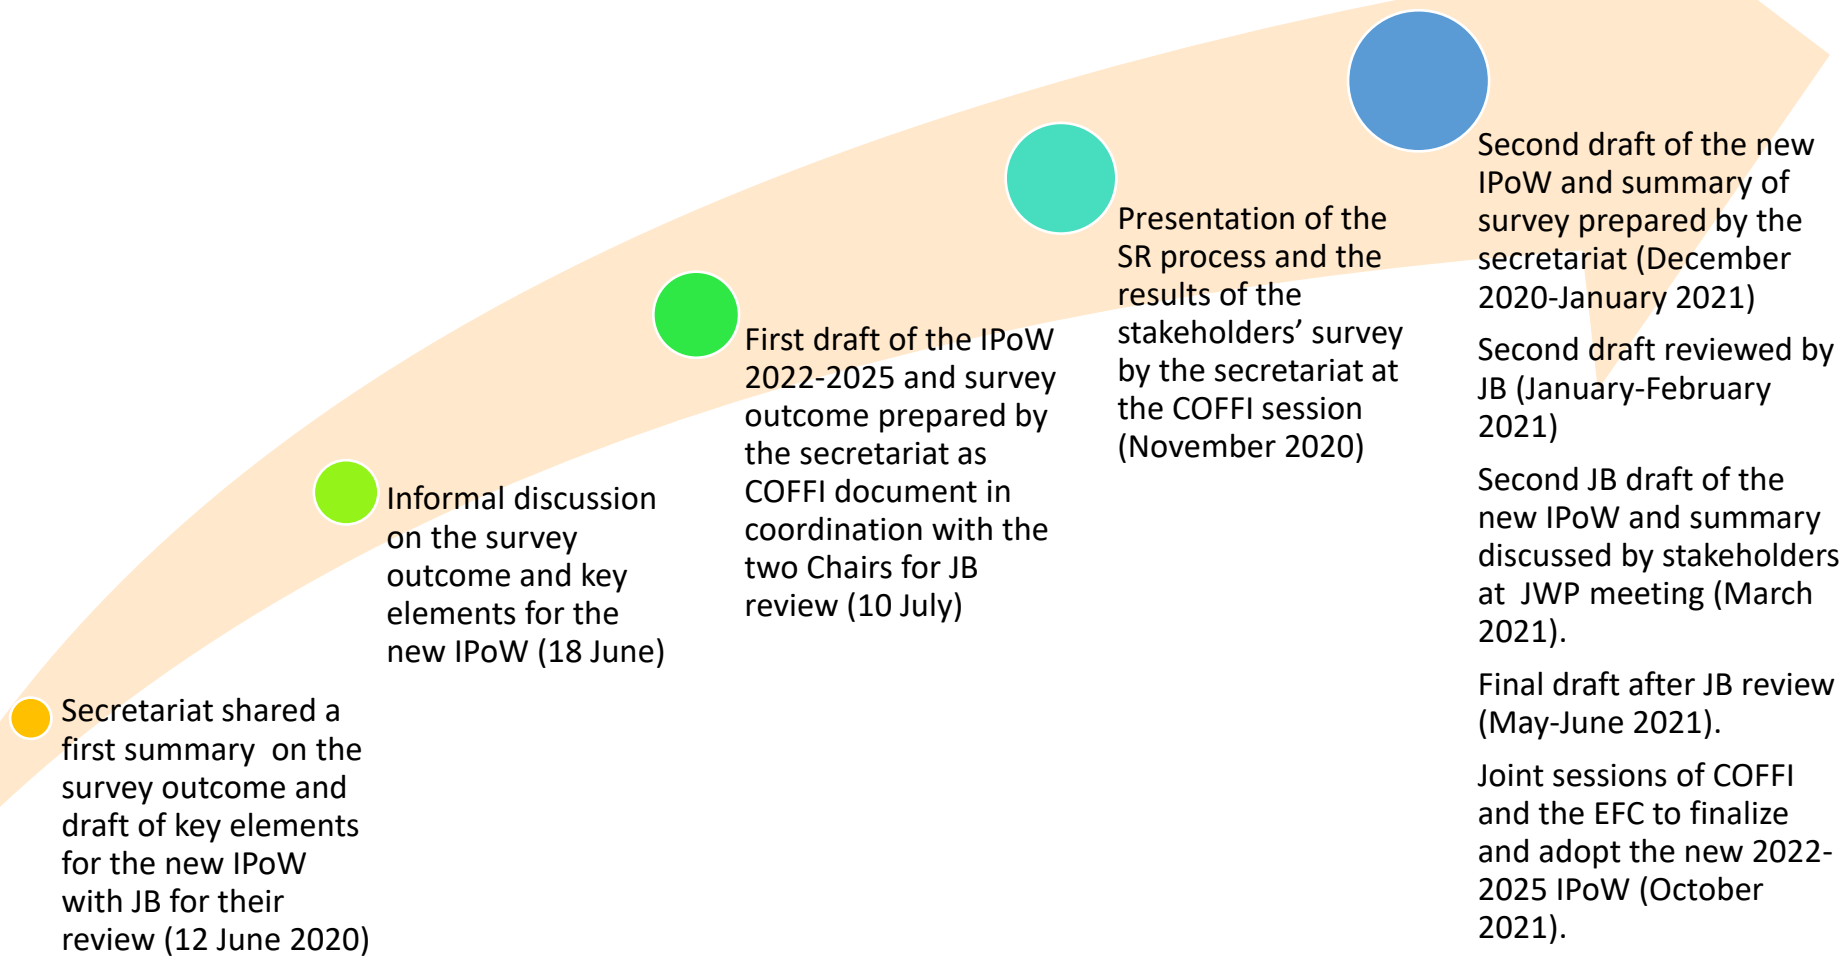 Secretariat shared a
first summary  on the
survey outcome and
draft of key elements
for the new IPoW
with JB for their
review (12 June 2020)
Informal discussion
on the survey
outcome and key
elements for the
new IPoW (18 June)
First draft of the IPoW
2022-2025 and survey
outcome prepared by
the secretariat as
COFFI document in
coordination with the
two Chairs for JB
review (10 July)
Presentation of the
SR process and the
results of the
stakeholders’ survey
by the secretariat at
the COFFI session
(November 2020)
Second draft of the new
IPoW and summary of
survey prepared by the
secretariat (December
2020-January 2021)
Second draft reviewed by
JB (January-February
2021)
Second JB draft of the
new IPoW and summary
discussed by stakeholders
at  JWP meeting (March
2021).
Final draft after JB review
(May-June 2021).
Joint sessions of COFFI
and the EFC to finalize
and adopt the new 2022-
2025 IPoW (October
2021).